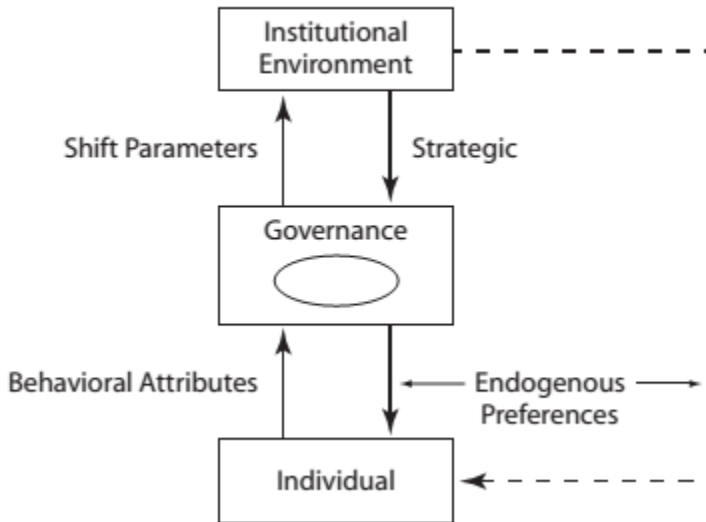 Institutional
Environment
Shift Parameters
Strategic
Governance
Behavioral Attributes
Endogenous
Preferences
Individual